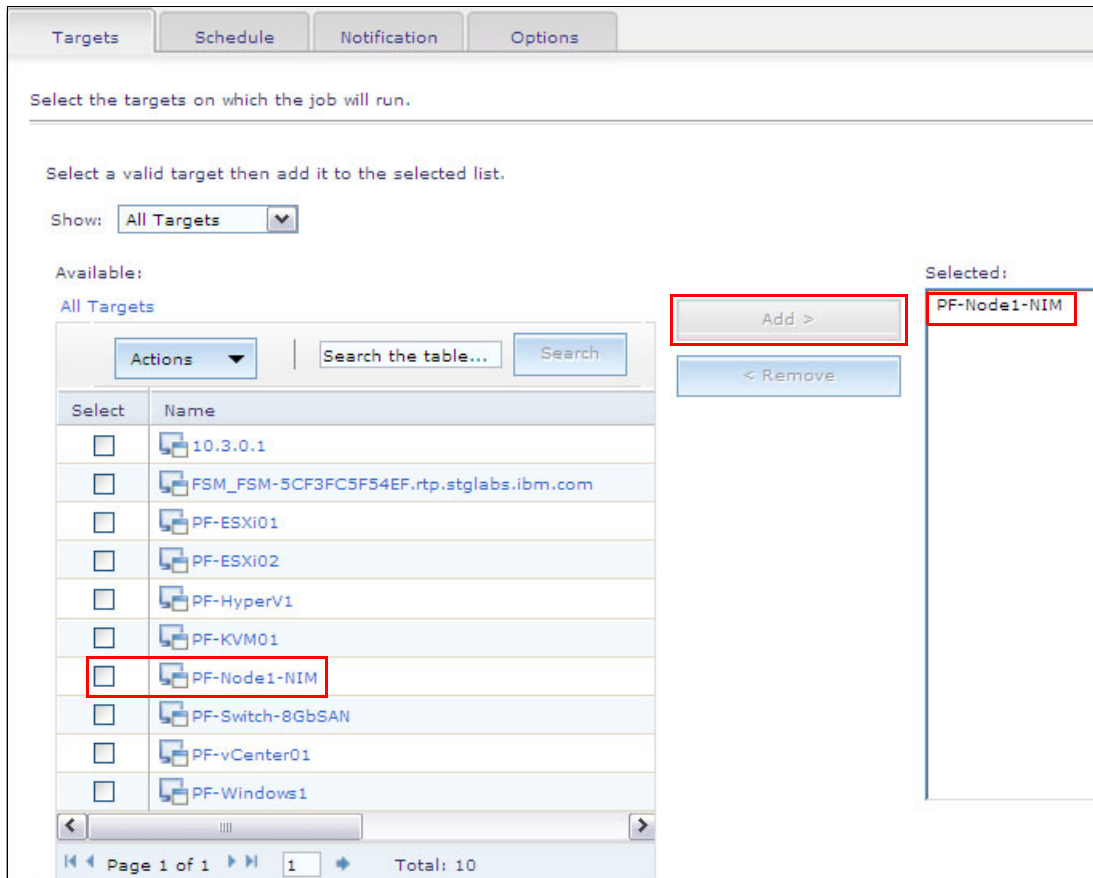 Targets Schedule Notification Options
Select the targets on which the job will run.
Select a valid target then add it to the selected list.
Show: All Targets
Available:
All Targets
Actions Search the table... Search
Select Name
10.3.0.1
FSM_FSM-5CF3FC5F54EF.rtp.stglabs.ibm.com
PF-ESXi01
PF-ESXi02
PF-HyperV1
PF-KVM01
PF-Node1-NIM
PF-Switch-8GbSAN
PF-vCenter01
PF-Windows1
Page 1 of 1 1 Total: 10
Add >
< Remove
Selected:
PF-Node1-NIM